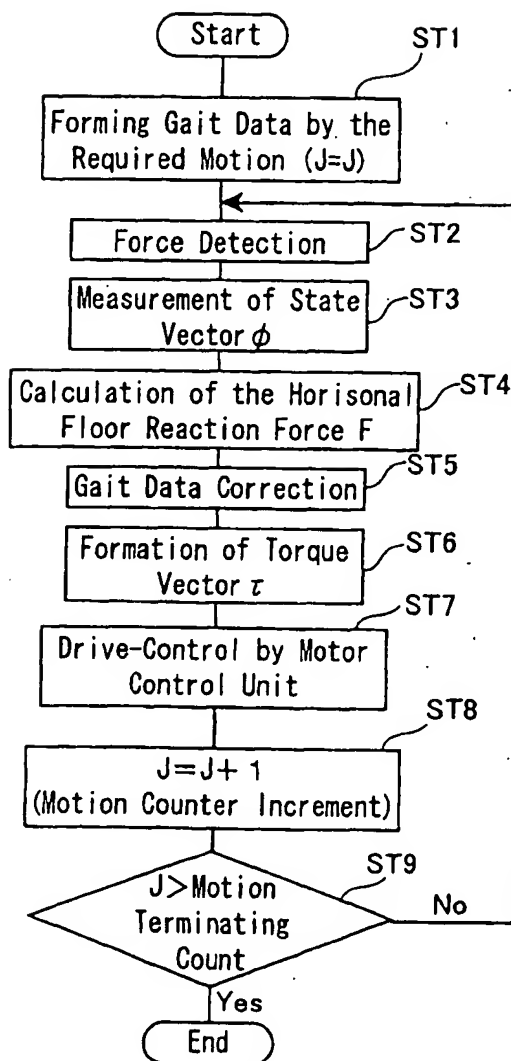 Start
ST1
Forming Gait Data by the
Required Motion (J=J)
Force Detection
ST2
Measurement of State
Vector φ
ST3
Calculation of the Horisonal
Floor Reaction Force F
ST4
ST5
Gait Data Correction
Formation of Torque
Vector τ
ST6
ST7
Drive-Control by Motor
Control Unit
ST8
J=J+1
(Motion Counter Increment)
ST9
J>Motion
Terminating
Count
No
Yes
End